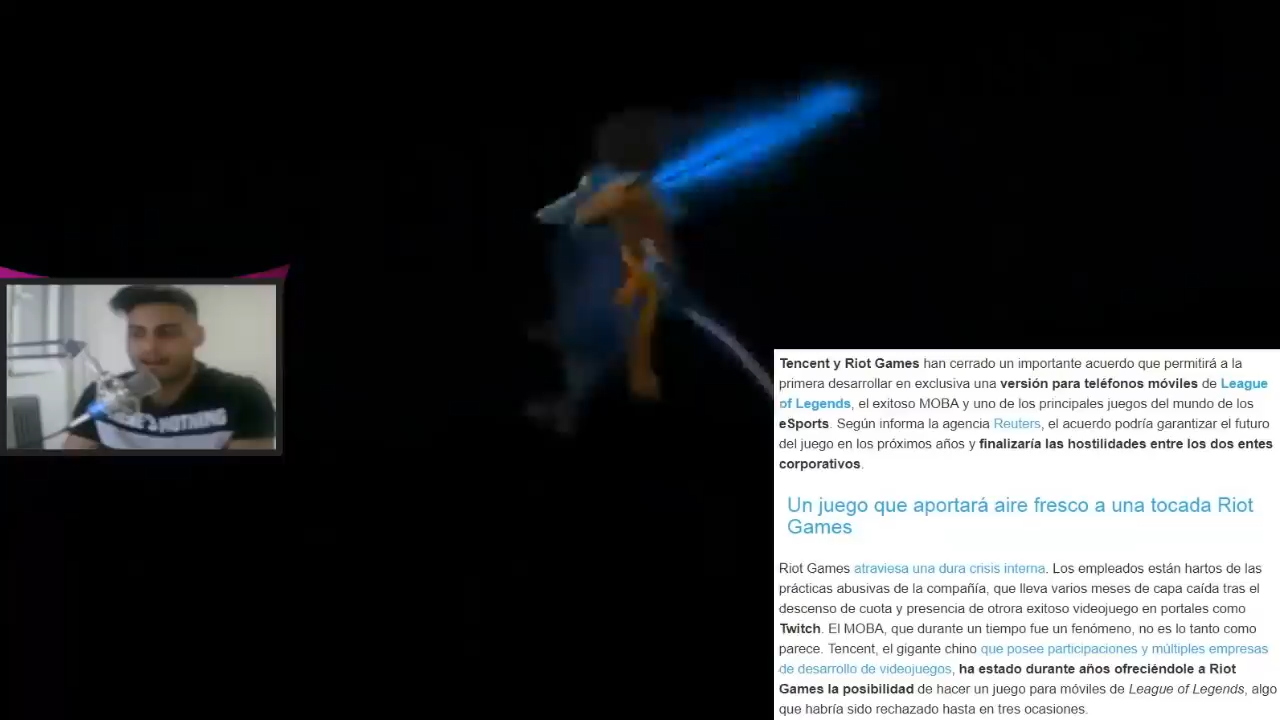 HERE'S NOTHING
Tencent y Riot Games han cerrado un importante acuerdo que permitirá a la
primera desarrollar en exclusiva una versión para teléfonos móviles de League
of Legends, el exitoso MOBA y uno de los principales juegos del mundo de los
eSports. Según informa la agencia Reuters, el acuerdo podría garantizar el futuro
del juego en los próximos años y finalizaría las hostilidades entre los dos entes
corporativos.
Un juego que aportará aire fresco a una tocada Riot
Games
Riot Games atraviesa una dura crisis interna. Los empleados están hartos de las
prácticas abusivas de la compañía, que lleva varios meses de capa caída tras el
descenso de cuota y presencia de otrora exitoso videojuego en portales como
Twitch. El MOBA, que durante un tiempo fue un fenómeno, no es lo tanto como
parece. Tencent, el gigante chino que posee participaciones y múltiples empresas
de desarrollo de videojuegos, ha estado durante años ofreciéndole a Riot
Games la posibilidad de hacer un juego para móviles de League of Legends, algo
que habría sido rechazado hasta en tres ocasiones.